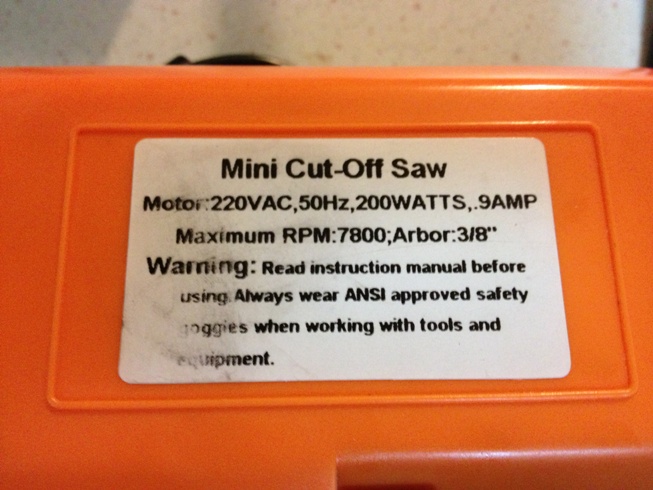 Mini Cut-Off Saw
Motor:220VAC,50Hz,200WATTS,.9AMP
Maximum RPM:7800;Arbor:3/8"
Warning: Read instruction manual before
using.Always wear ANSI approved safety
goggies when working with tools and
equipment.